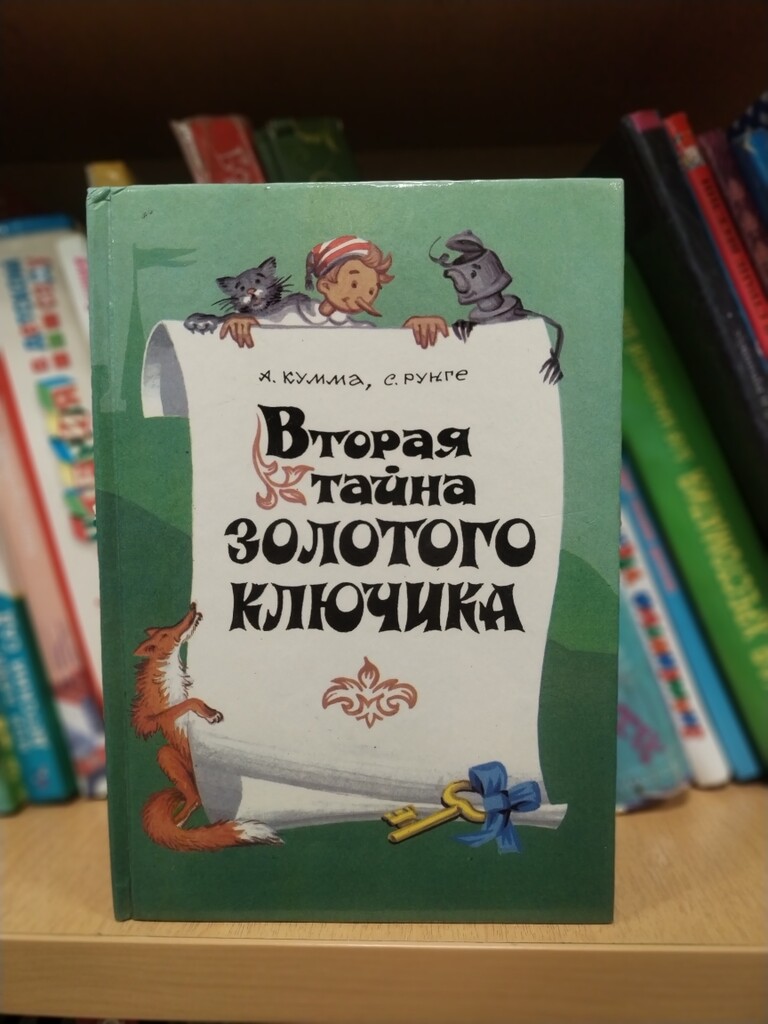 А. КУММА, С. РУНГЕ
Вторая
тайна
золотого
ключика